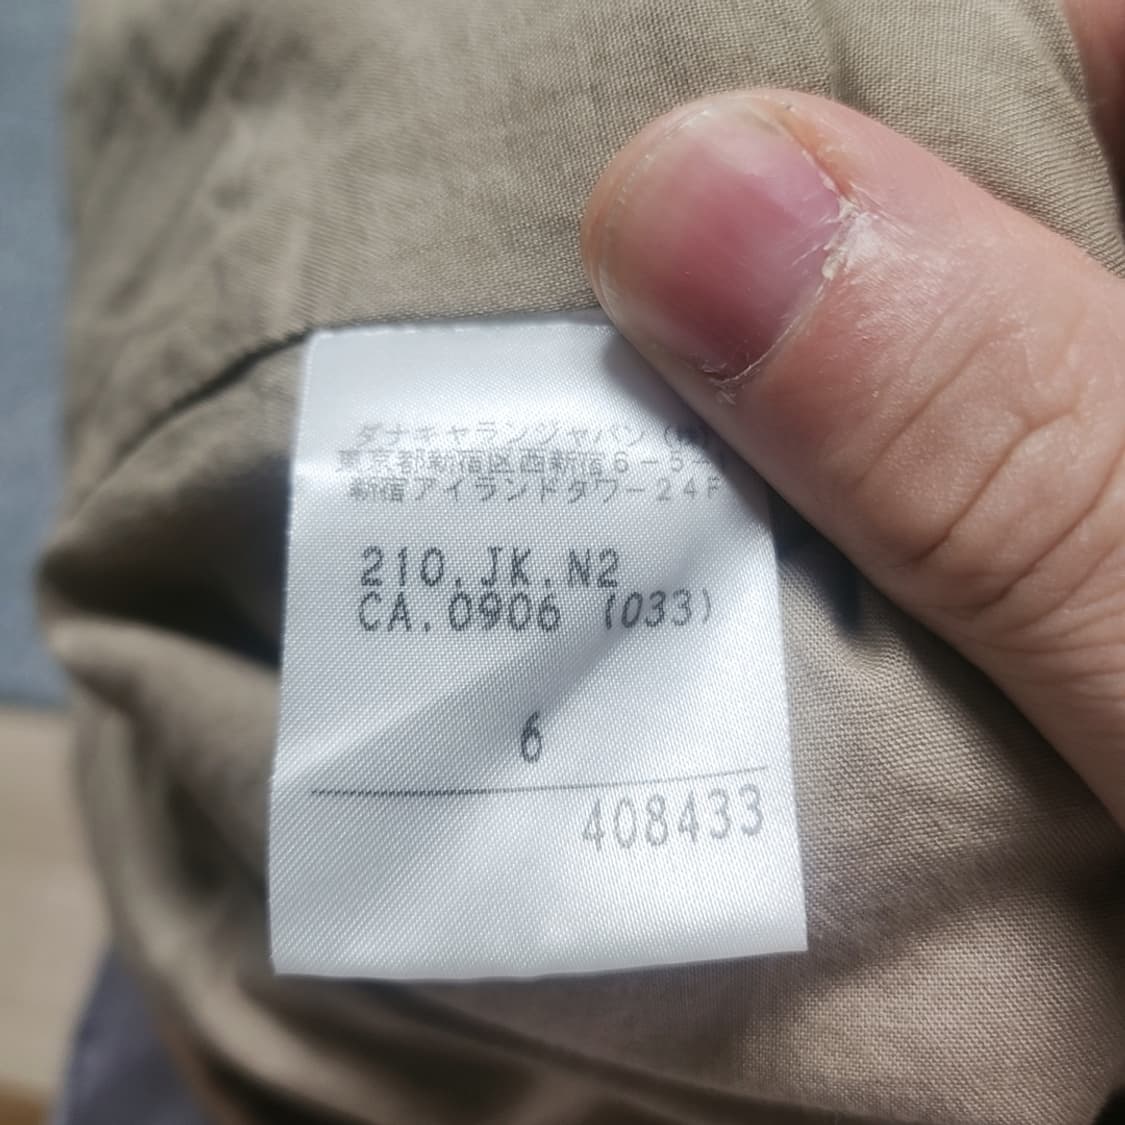 ダナキャランジャパン(株)
東京都新宿区西新宿6-5-1
新宿アイランドタワー24F
210.JK.N2
CA.0906 (033)
6
408433